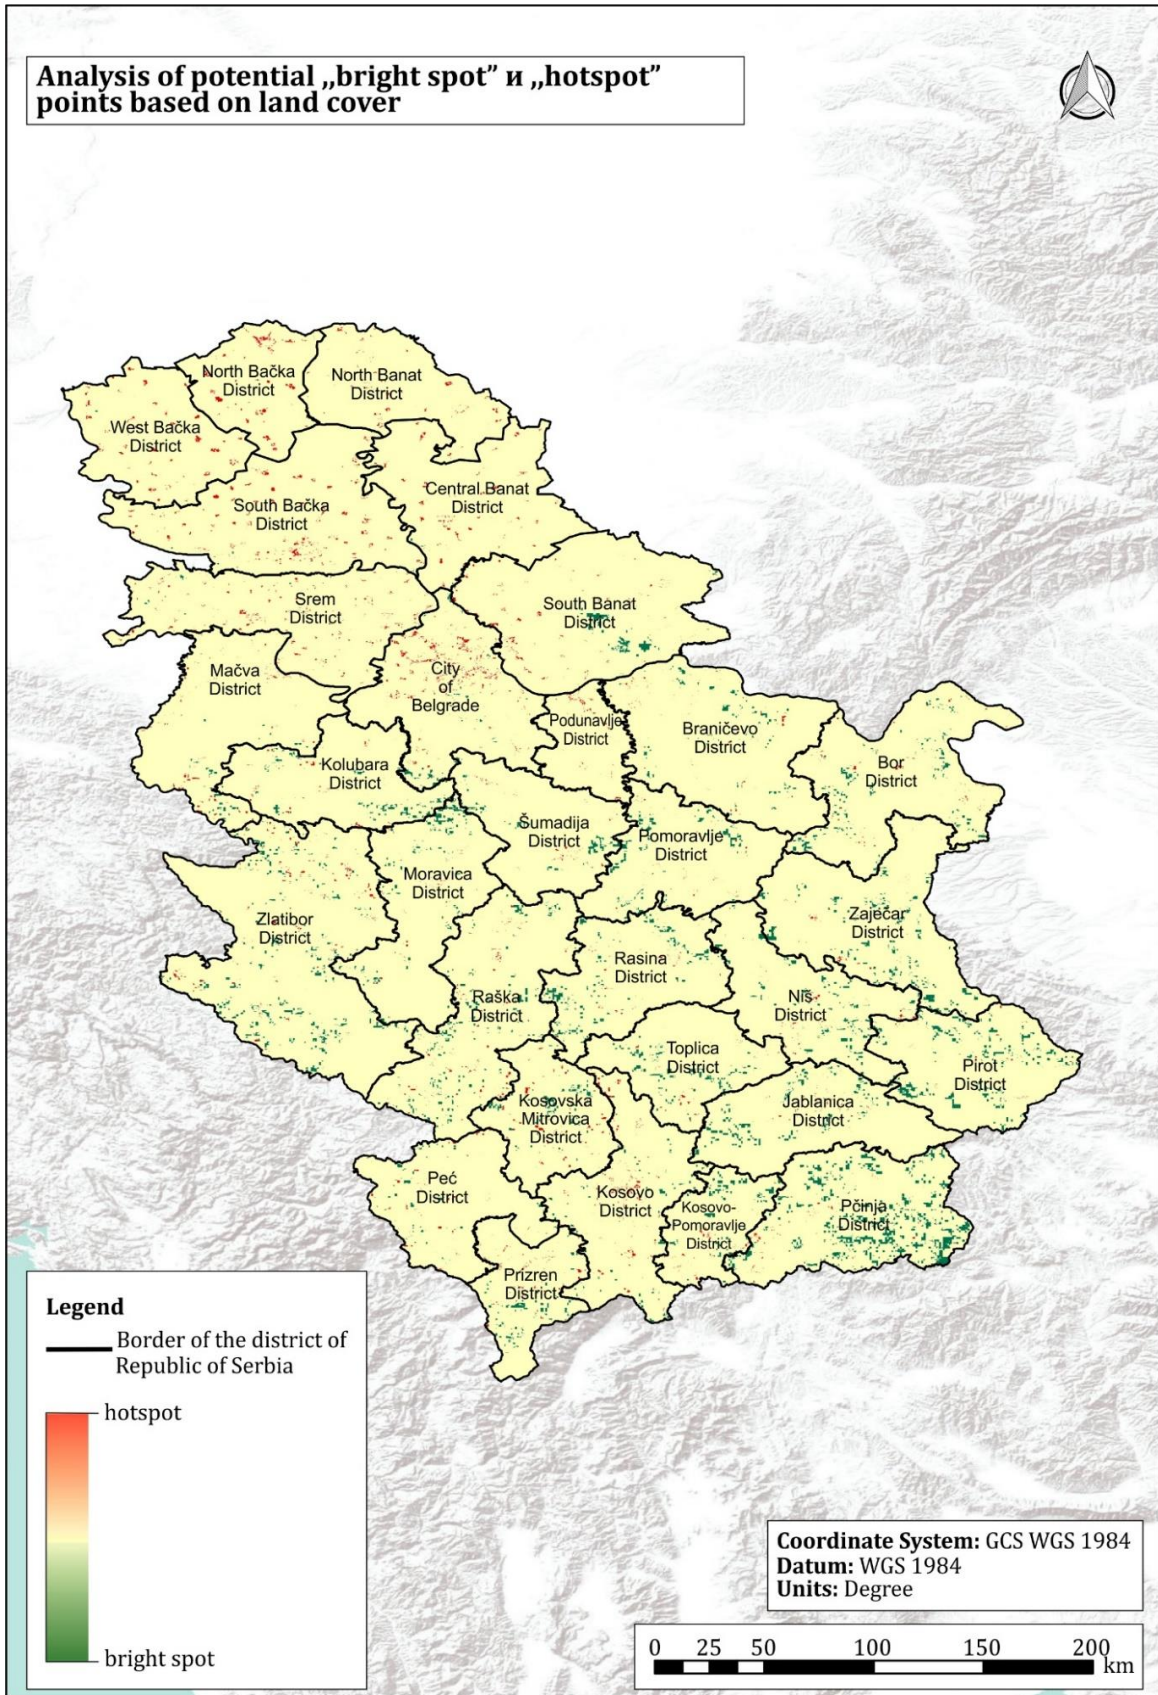 Analysis of potential „bright spot” и „hotspot”
points based on land cover
North Bačka
District
North Banat
District
West Bačka
District
South Bačka
District
Central Banat
District
Srem
District
South Banat
District
Mačva
District
City
of
Belgrade
Podunavlje
District
Braničevo
District
Bor
District
Kolubara
District
Šumadija
District
Pomoravlje
District
Moravica
District
Zlatibor
District
Zaječar
District
Rasina
District
Raška
District
Niš
District
Toplica
District
Pirot
District
Kosovska
Mitrovica
District
Jablanica
District
Peć
District
Kosovo
District
Kosovo-
Pomoravlje
District
Pčinja
District
Prizren
District
Legend
Border of the district of
Republic of Serbia
hotspot
bright spot
Coordinate System: GCS WGS 1984
Datum: WGS 1984
Units: Degree
0 25 50 100 150 200
km